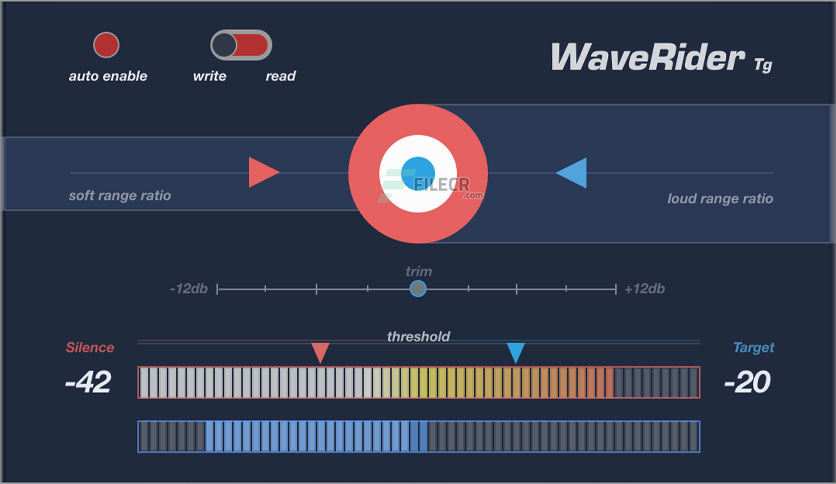 WaveRider Tg
auto enable
write
read
FILECR
.com
soft range ratio
loud range ratio
trim
-12db
+12db
threshold
Silence
Target
-42
-20